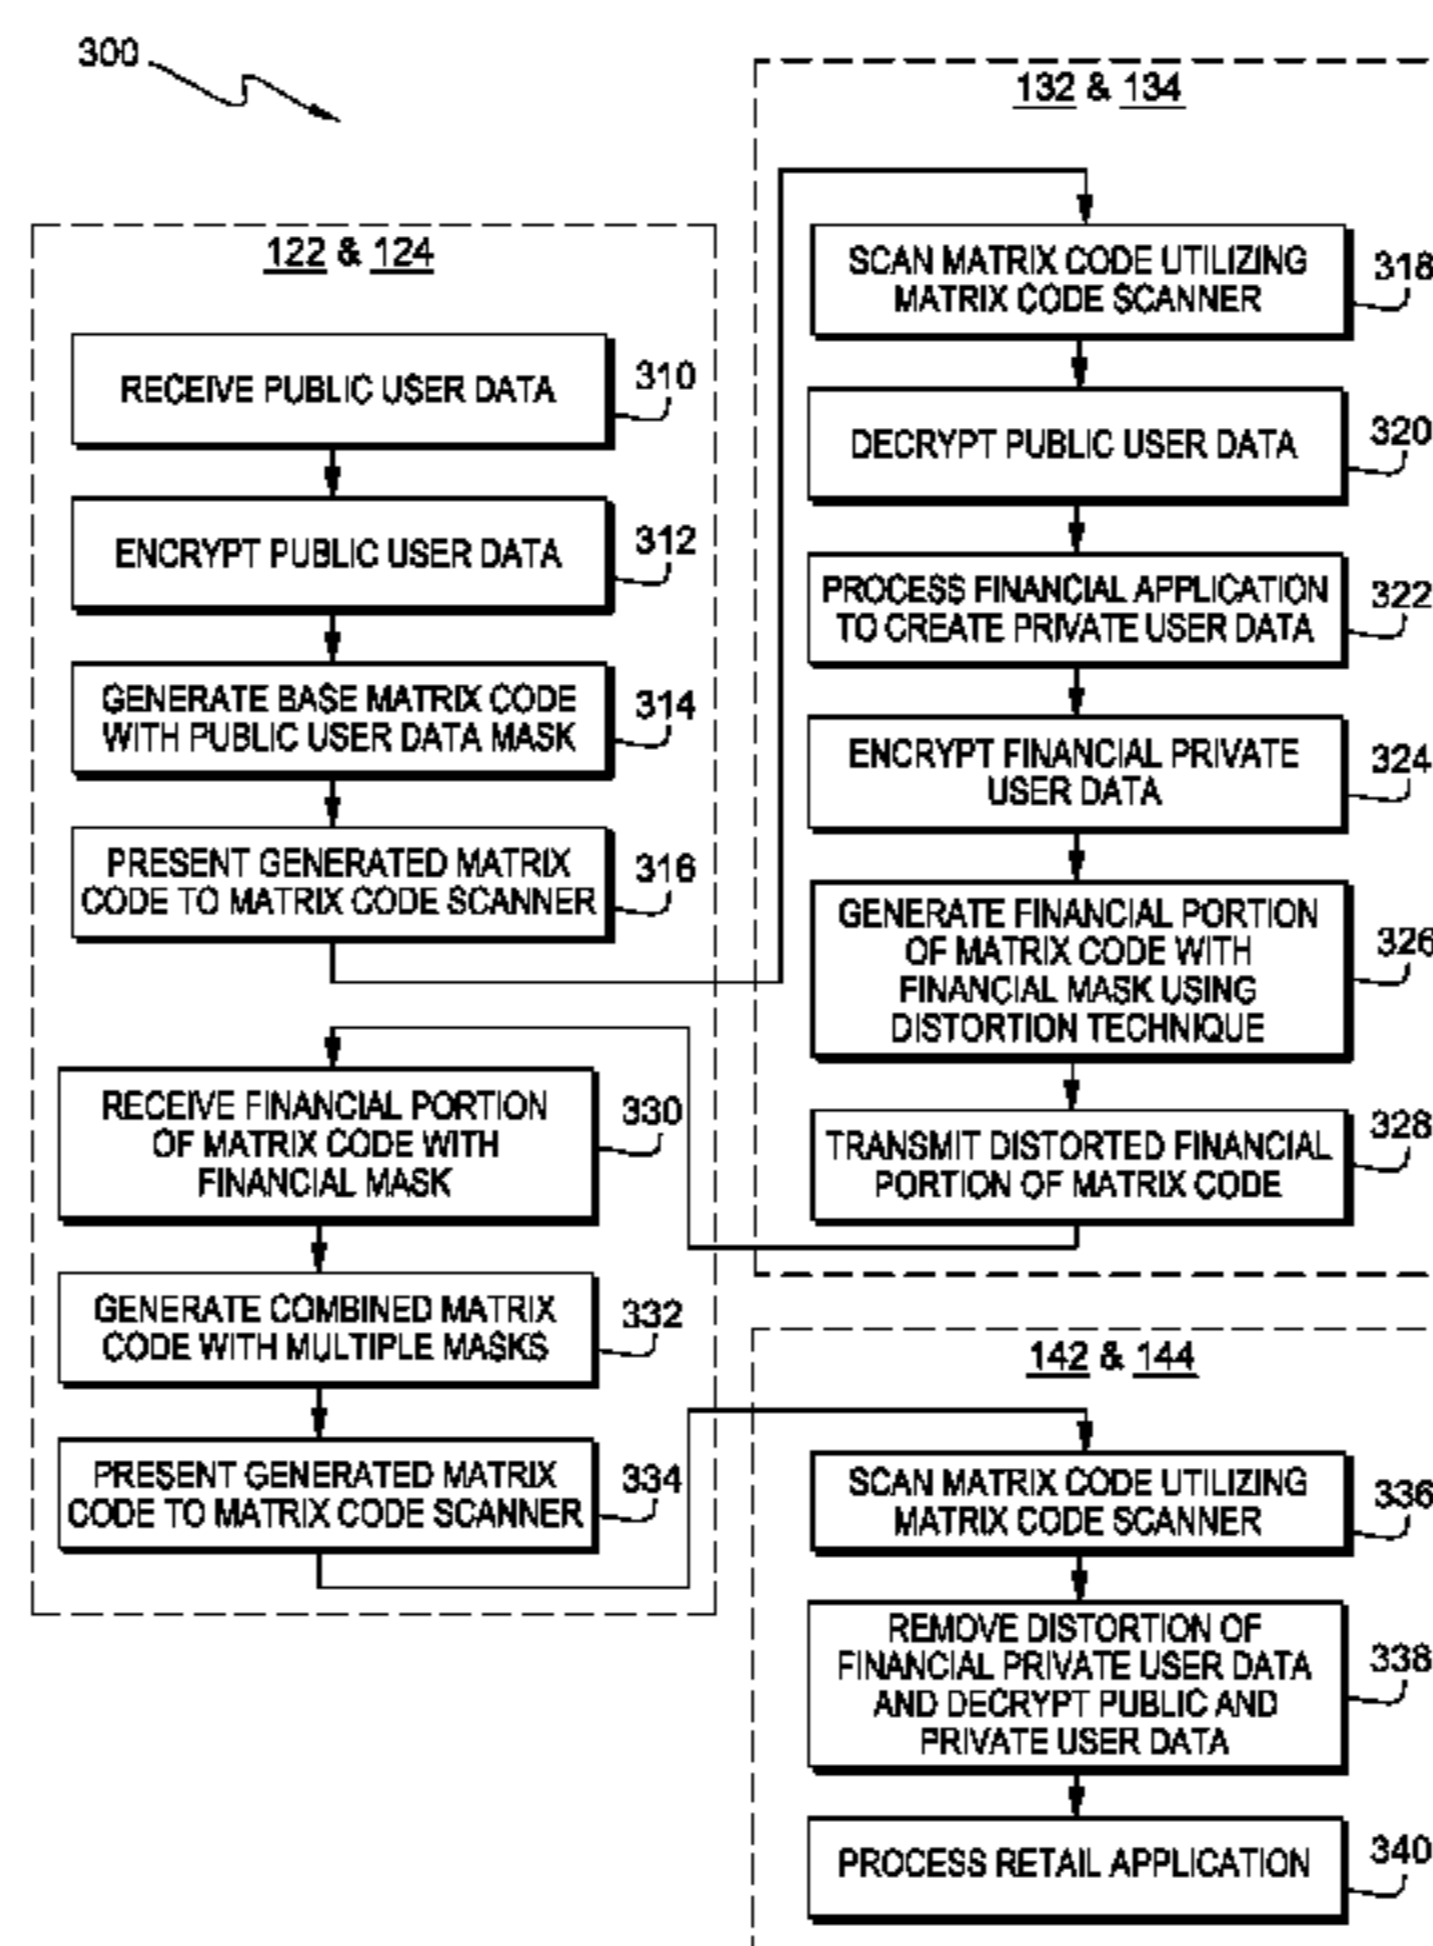 300
122 & 124
RECEIVE PUBLIC USER DATA
310
ENCRYPT PUBLIC USER DATA
312
GENERATE BASE MATRIX CODE
WITH PUBLIC USER DATA MASK
314
PRESENT GENERATED MATRIX
CODE TO MATRIX CODE SCANNER
316
132 & 134
SCAN MATRIX CODE UTILIZING
MATRIX CODE SCANNER
318
DECRYPT PUBLIC USER DATA
320
PROCESS FINANCIAL APPLICATION
TO CREATE PRIVATE USER DATA
322
ENCRYPT FINANCIAL PRIVATE
USER DATA
324
GENERATE FINANCIAL PORTION
OF MATRIX CODE WITH
FINANCIAL MASK USING
DISTORTION TECHNIQUE
326
TRANSMIT DISTORTED FINANCIAL
PORTION OF MATRIX CODE
328
RECEIVE FINANCIAL PORTION
OF MATRIX CODE WITH
FINANCIAL MASK
330
GENERATE COMBINED MATRIX
CODE WITH MULTIPLE MASKS
332
PRESENT GENERATED MATRIX
CODE TO MATRIX CODE SCANNER
334
142 & 144
SCAN MATRIX CODE UTILIZING
MATRIX CODE SCANNER
336
REMOVE DISTORTION OF
FINANCIAL PRIVATE USER DATA
AND DECRYPT PUBLIC AND
PRIVATE USER DATA
338
PROCESS RETAIL APPLICATION
340